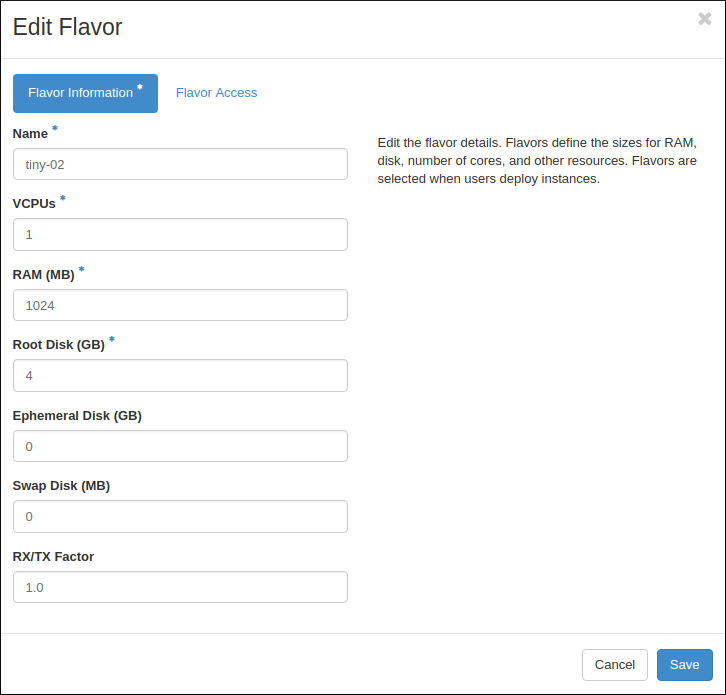 Edit Flavor
Flavor Information *
Flavor Access
Name *
tiny-02
VCPUs *
1
RAM (MB) *
1024
Root Disk (GB) *
4
Ephemeral Disk (GB)
0
Swap Disk (MB)
0
RX/TX Factor
1.0
Edit the flavor details. Flavors define the sizes for RAM,
disk, number of cores, and other resources. Flavors are
selected when users deploy instances.
Cancel
Save